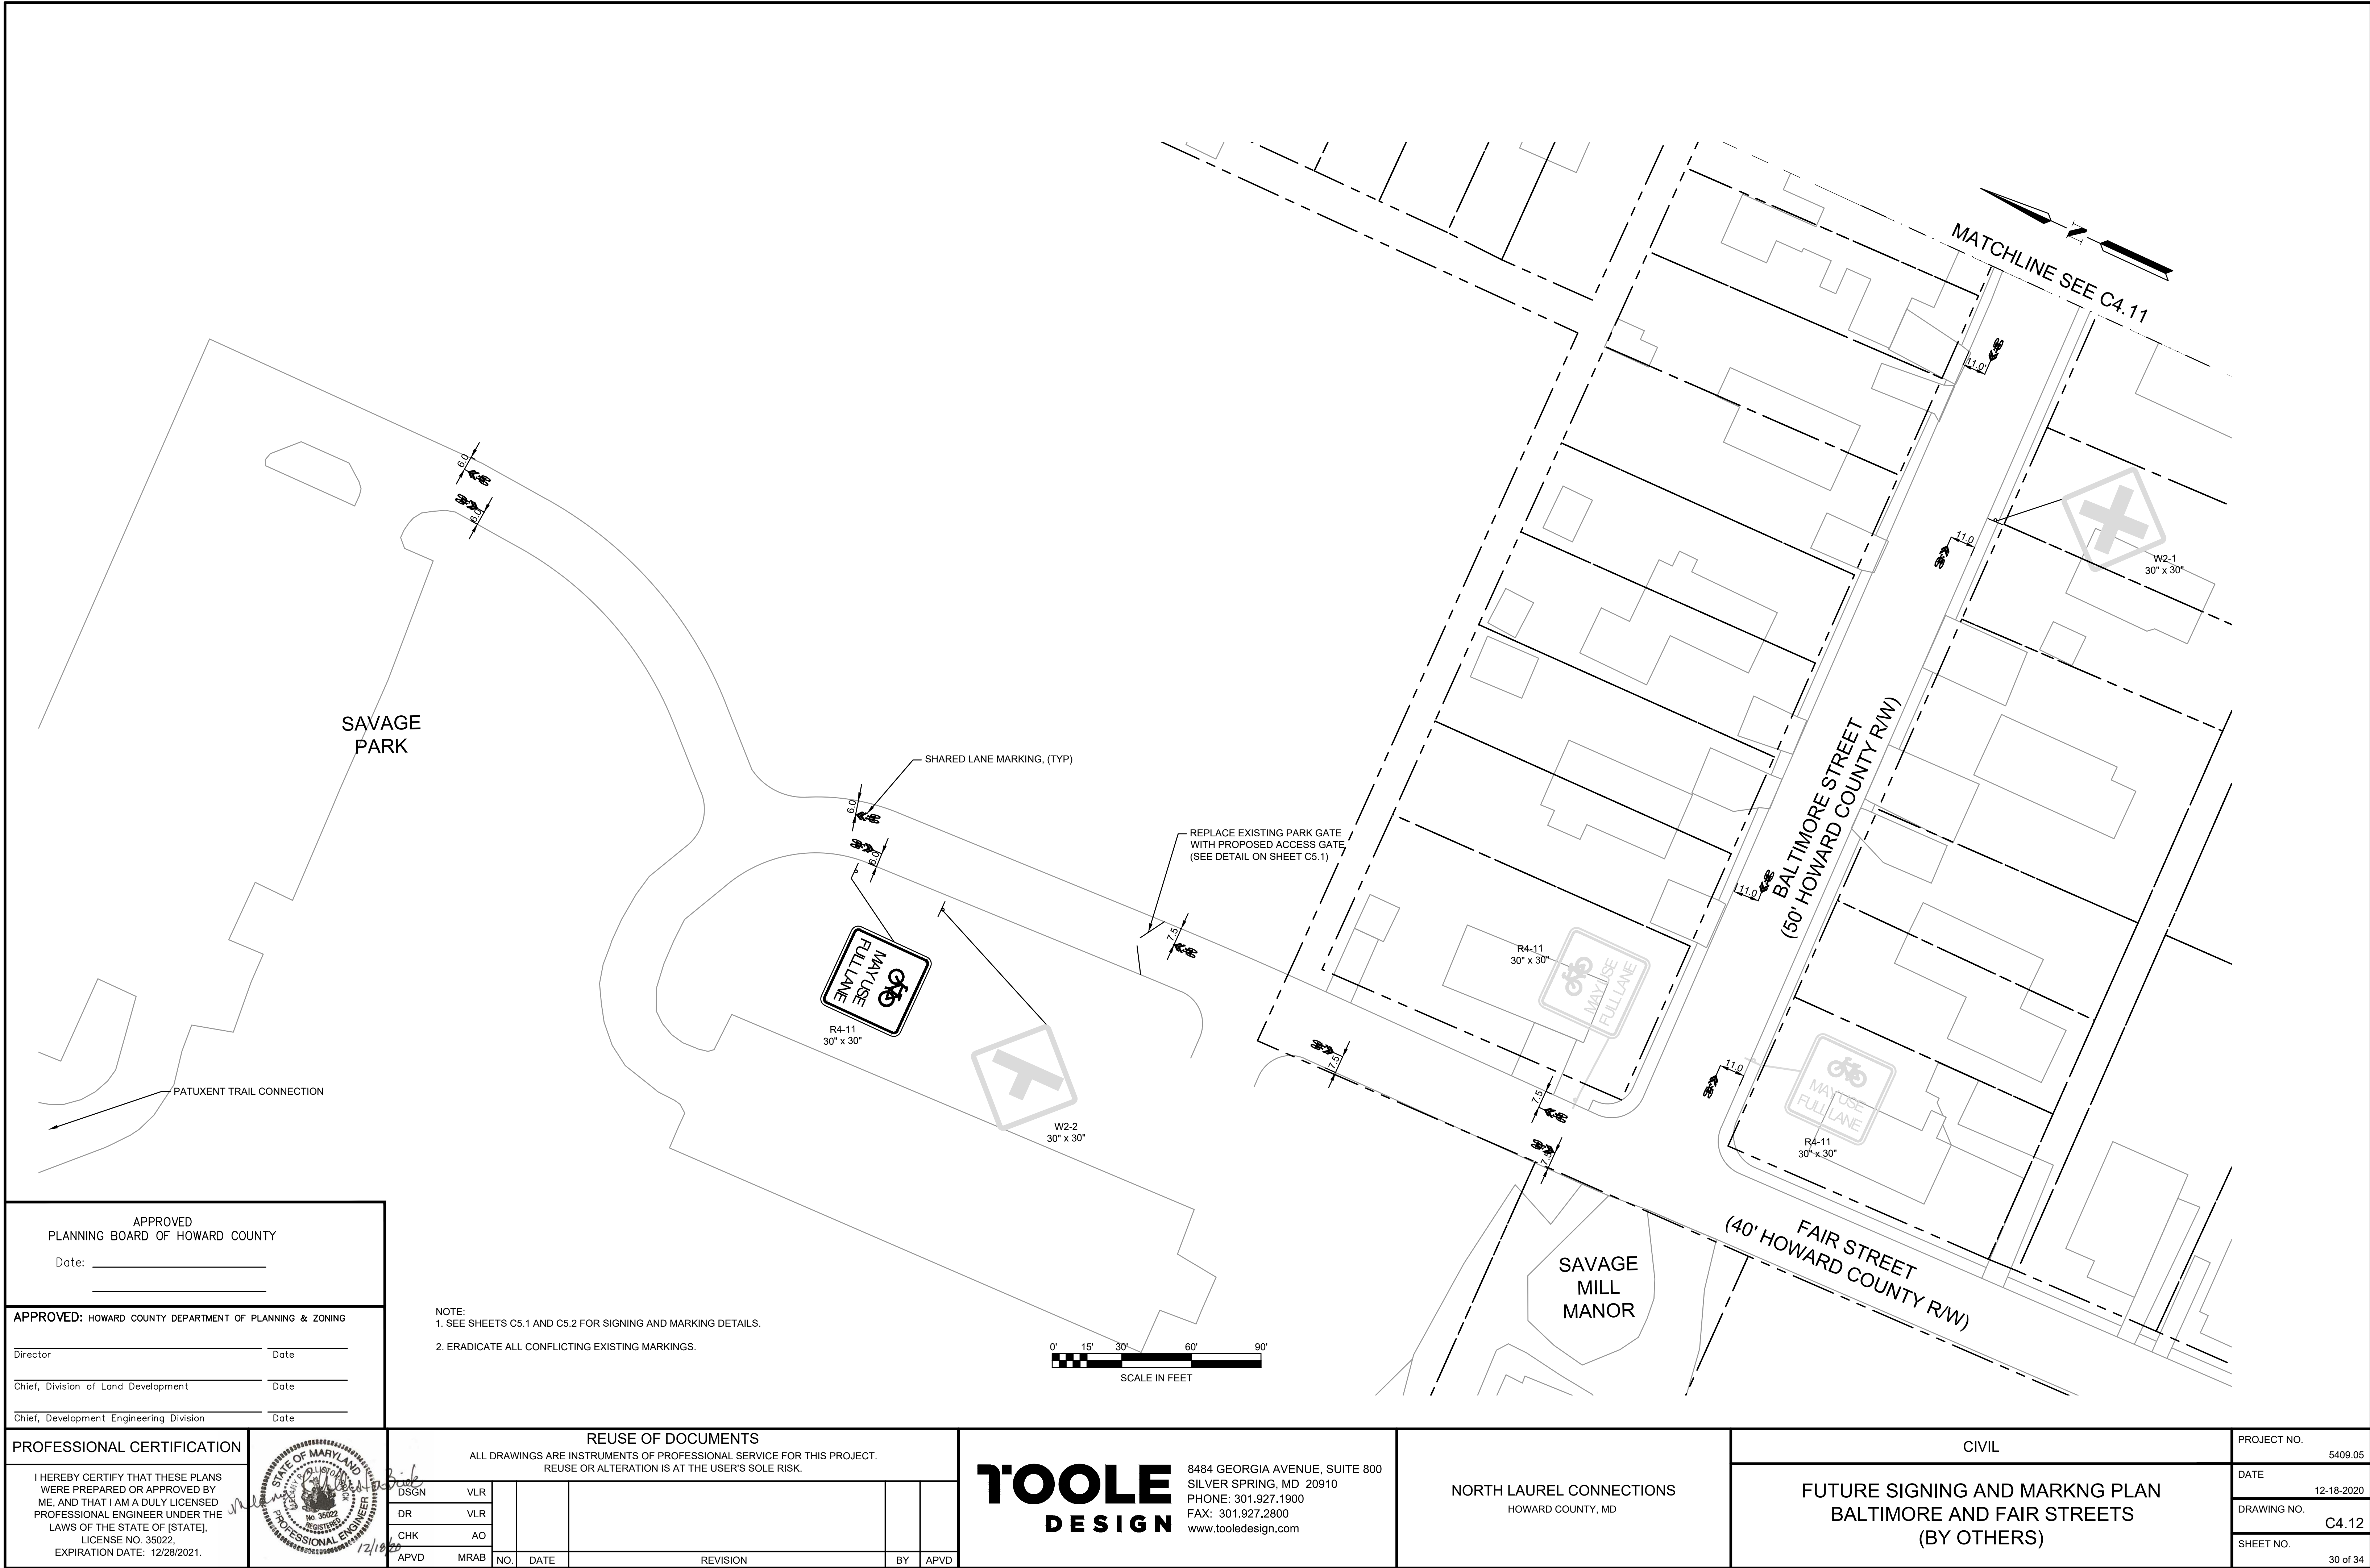 MATCHLINE SEE C4.11
N
11.0'
W2-1
30" x 30"
11.0
6.0
6.0
SAVAGE
PARK
SHARED LANE MARKING, (TYP)
6.0
6.0
REPLACE EXISTING PARK GATE
WITH PROPOSED ACCESS GATE
(SEE DETAIL ON SHEET C5.1)
7.5
BALTIMORE STREET
(50' HOWARD COUNTY R/W)
11.0
R4-11
30" x 30"
MAY USE
FULL LANE
MAY USE
FULL LANE
R4-11
30" x 30"
W2-2
30" x 30"
7.5
7.5
7.5
11.0
MAY USE
FULL LANE
R4-11
30" x 30"
PATUXENT TRAIL CONNECTION
FAIR STREET
(40' HOWARD COUNTY R/W)
SAVAGE
MILL
MANOR
APPROVED
PLANNING BOARD OF HOWARD COUNTY
Date:
APPROVED: HOWARD COUNTY DEPARTMENT OF PLANNING & ZONING
Director Date
Chief, Division of Land Development Date
Chief, Development Engineering Division Date
NOTE:
1. SEE SHEETS C5.1 AND C5.2 FOR SIGNING AND MARKING DETAILS.
2. ERADICATE ALL CONFLICTING EXISTING MARKINGS.
0' 15' 30' 60' 90'
SCALE IN FEET
PROFESSIONAL CERTIFICATION
I HEREBY CERTIFY THAT THESE PLANS
WERE PREPARED OR APPROVED BY
ME, AND THAT I AM A DULY LICENSED
PROFESSIONAL ENGINEER UNDER THE
LAWS OF THE STATE OF [STATE],
LICENSE NO. 35022,
EXPIRATION DATE: 12/28/2021.
STATE OF MARYLAND
No. 35022
REGISTERED
PROFESSIONAL ENGINEER
12/18/20
REUSE OF DOCUMENTS
ALL DRAWINGS ARE INSTRUMENTS OF PROFESSIONAL SERVICE FOR THIS PROJECT.
REUSE OR ALTERATION IS AT THE USER'S SOLE RISK.
DSGN VLR
DR VLR
CHK AO
APVD MRAB NO. DATE REVISION BY APVD
TOOLE
DESIGN
8484 GEORGIA AVENUE, SUITE 800
SILVER SPRING, MD 20910
PHONE: 301.927.1900
FAX: 301.927.2800
www.tooledesign.com
NORTH LAUREL CONNECTIONS
HOWARD COUNTY, MD
CIVIL
FUTURE SIGNING AND MARKNG PLAN
BALTIMORE AND FAIR STREETS
(BY OTHERS)
PROJECT NO.
5409.05
DATE
12-18-2020
DRAWING NO.
C4.12
SHEET NO.
30 of 34